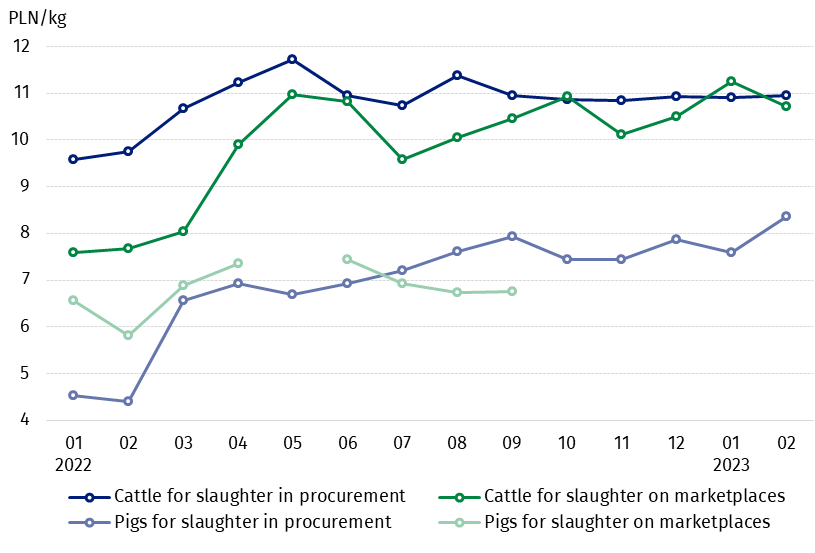 PLN/kg
12
11
10
9
8
7
6
5
4
01 02 03 04 05 06 07 08 09 10 11 12 01 02
2022 2023
Cattle for slaughter in procurement Cattle for slaughter on marketplaces
Pigs for slaughter in procurement Pigs for slaughter on marketplaces